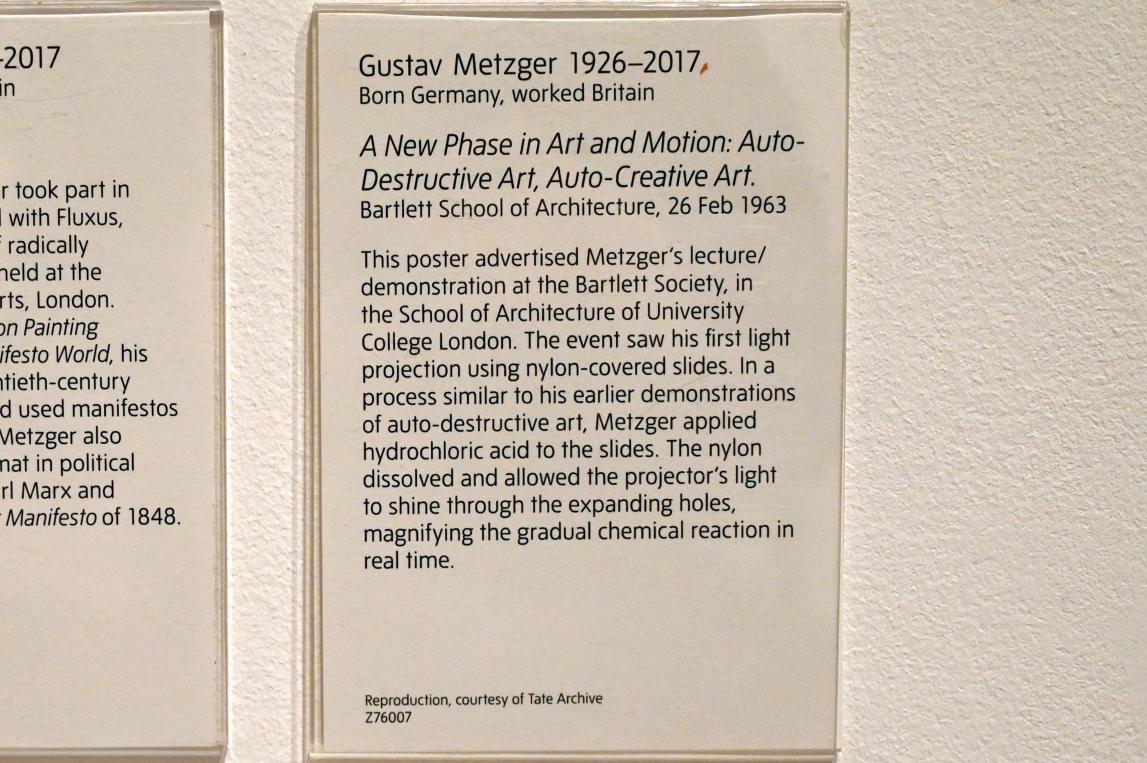 -2017
in
r took part in
with Fluxus,
radically
held at the
rts, London.
on Painting
ifesto World, his
ntieth-century
d used manifestos
Metzger also
mat in political
rl Marx and
Manifesto of 1848.
Gustav Metzger 1926–2017
Born Germany, worked Britain
A New Phase in Art and Motion: Auto-
Destructive Art, Auto-Creative Art.
Bartlett School of Architecture, 26 Feb 1963
This poster advertised Metzger's lecture/
demonstration at the Bartlett Society, in
the School of Architecture of University
College London. The event saw his first light
projection using nylon-covered slides. In a
process similar to his earlier demonstrations
of auto-destructive art, Metzger applied
hydrochloric acid to the slides. The nylon
dissolved and allowed the projector's light
to shine through the expanding holes,
magnifying the gradual chemical reaction in
real time.
Reproduction, courtesy of Tate Archive
Z76007